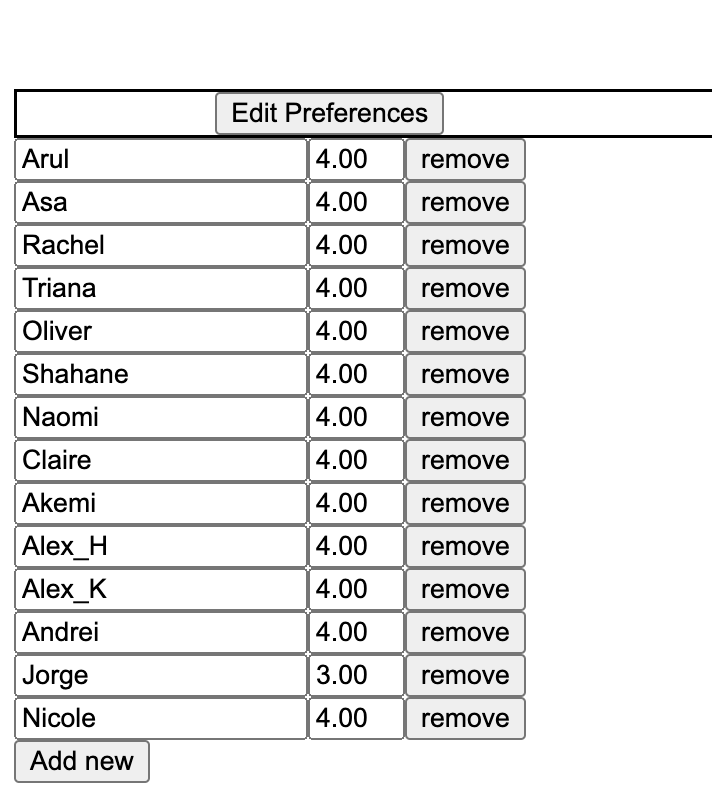 Edit Preferences
Arul 4.00 remove
Asa 4.00 remove
Rachel 4.00 remove
Triana 4.00 remove
Oliver 4.00 remove
Shahane 4.00 remove
Naomi 4.00 remove
Claire 4.00 remove
Akemi 4.00 remove
Alex_H 4.00 remove
Alex_K 4.00 remove
Andrei 4.00 remove
Jorge 3.00 remove
Nicole 4.00 remove
Add new